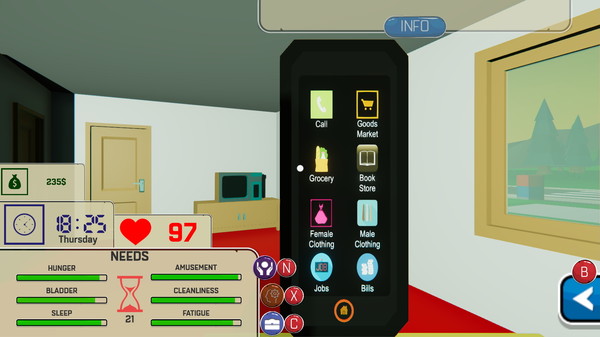 INFO
Call
Goods
Market
Grocery
Book
Store
Female
Clothing
Male
Clothing
Jobs
Bills
235$
18:25
Thursday
97
NEEDS
HUNGER
AMUSEMENT
BLADDER
CLEANLINESS
SLEEP
21
FATIGUE
N
X
C
B